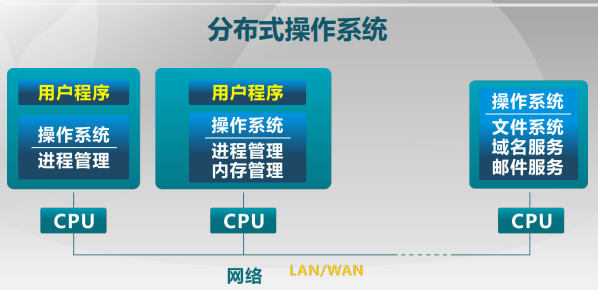 分布式操作系统
用户程序
操作系统
进程管理
CPU
用户程序
操作系统
进程管理
内存管理
CPU
操作系统
文件系统
域名服务
邮件服务
CPU
网络
LAN/WAN